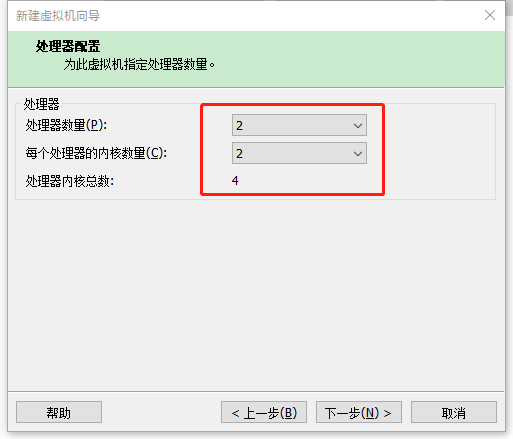 新建虚拟机向导
处理器配置
为此虚拟机指定处理器数量。
处理器
处理器数量(P): 2
每个处理器的内核数量(C): 2
处理器内核总数: 4
帮助 < 上一步(B) 下一步(N) > 取消